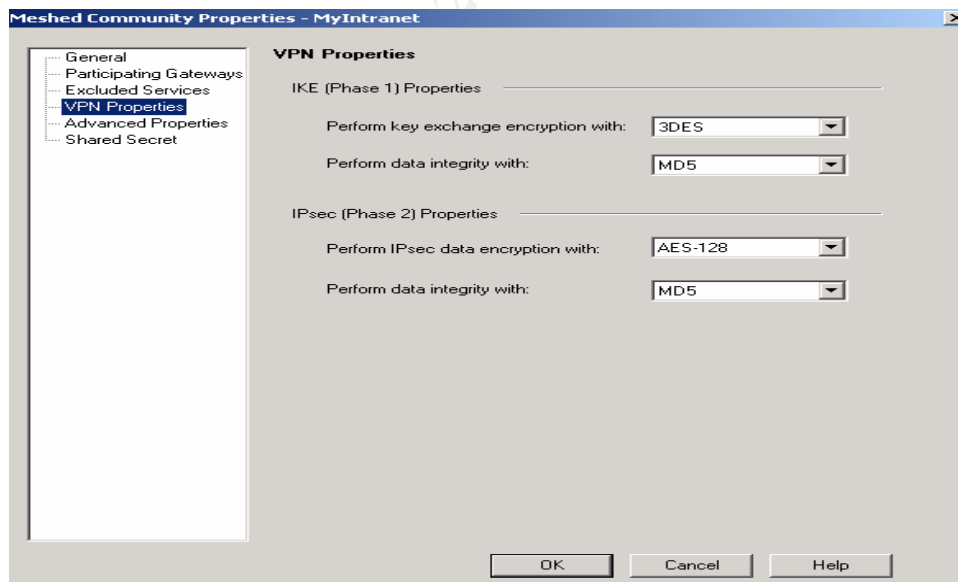 Meshed Community Properties - MyIntranet
General
Participating Gateways
Excluded Services
VPN Properties
Advanced Properties
Shared Secret
VPN Properties
IKE (Phase 1) Properties
Perform key exchange encryption with: 3DES
Perform data integrity with: MD5
IPsec (Phase 2) Properties
Perform IPsec data encryption with: AES-128
Perform data integrity with: MD5
OK Cancel Help